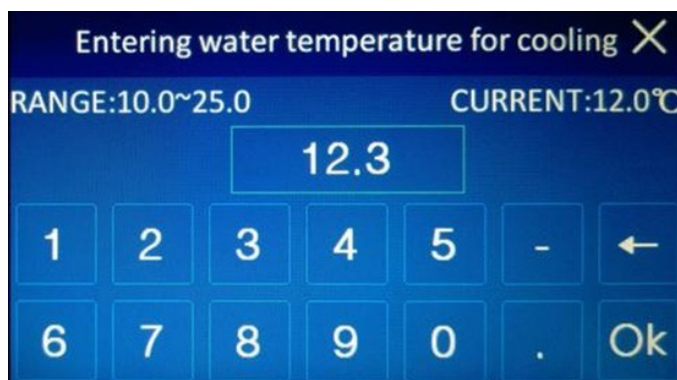 Entering water temperature for cooling ×
RANGE:10.0~25.0 CURRENT:12.0℃
12.3
1 2 3 4 5 - ←
6 7 8 9 0 . Ok